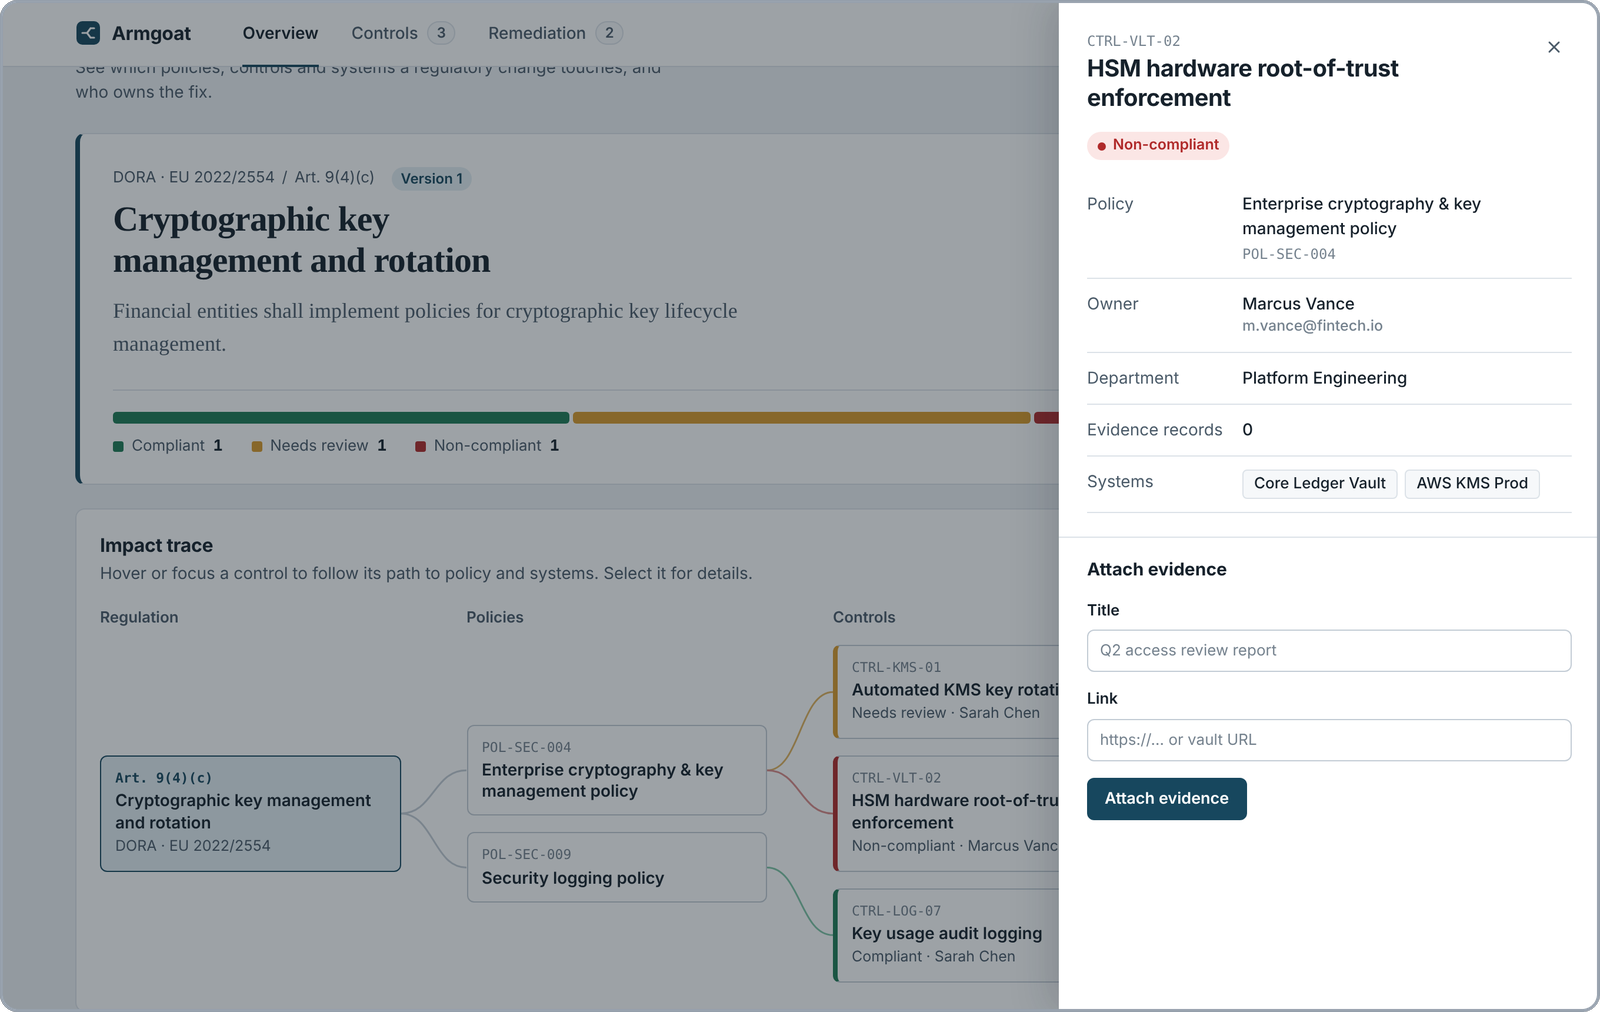 Armgoat
Overview
Controls 3
Remediation 2
See which policies, controls and systems a regulatory change touches, and
who owns the fix.
DORA · EU 2022/2554 / Art. 9(4)(c) Version 1
Cryptographic key
management and rotation
Financial entities shall implement policies for cryptographic key lifecycle
management.
Compliant 1
Needs review 1
Non-compliant 1
Impact trace
Hover or focus a control to follow its path to policy and systems. Select it for details.
Regulation
Policies
Controls
Art. 9(4)(c)
Cryptographic key management
and rotation
DORA · EU 2022/2554
POL-SEC-004
Enterprise cryptography & key
management policy
POL-SEC-009
Security logging policy
CTRL-KMS-01
Automated KMS key rotati
Needs review · Sarah Chen
CTRL-VLT-02
HSM hardware root-of-tru
enforcement
Non-compliant · Marcus Vanc
CTRL-LOG-07
Key usage audit logging
Compliant · Sarah Chen
CTRL-VLT-02
HSM hardware root-of-trust
enforcement
Non-compliant
Policy
Enterprise cryptography & key
management policy
POL-SEC-004
Owner
Marcus Vance
m.vance@fintech.io
Department
Platform Engineering
Evidence records
0
Systems
Core Ledger Vault
AWS KMS Prod
Attach evidence
Title
Q2 access review report
Link
https://... or vault URL
Attach evidence